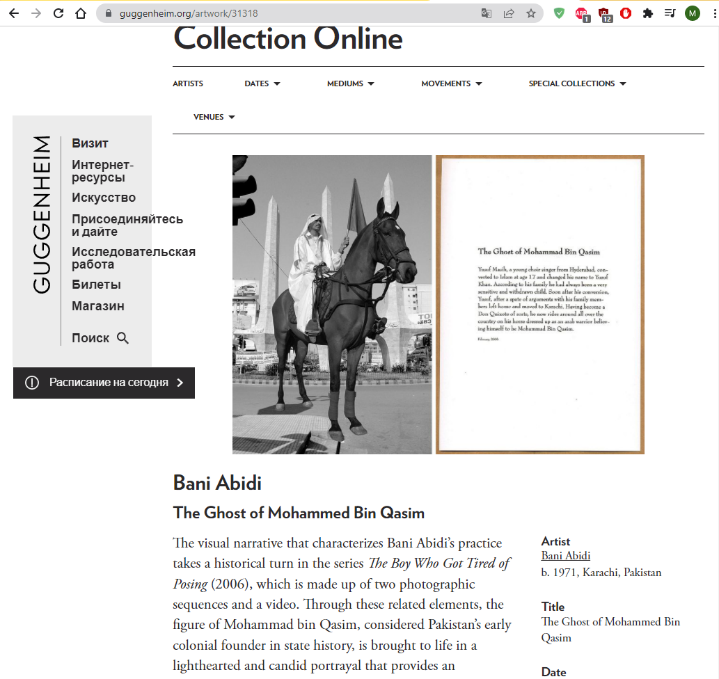 guggenheim.org/artwork/31318
1
12
M
Collection Online
ARTISTS
DATES
MEDIUMS
MOVEMENTS
SPECIAL COLLECTIONS
VENUES
GUGGENHEIM
Визит
Интернет-
ресурсы
Искусство
Присоединяйтесь
и дайте
Исследовательская
работа
Билеты
Магазин
Поиск
Расписание на сегодня
The Ghost of Mohammad Bin Qasim
Yusuf Masih, a young choir singer from Hyderabad, con-
verted to Islam at age 17 and changed his name to Yusuf
Khan. According to his family he had always been a very
sensitive and withdrawn child. Soon after his conversion,
Yusuf, after a spate of arguments with his family mem-
bers left home and moved to Karachi. Having become a
Don Quixote of sorts, he now rides around all over the
country on his horse dressed up as an arab warrior believ-
ing himself to be Mohammad Bin Qasim.
Bani Abidi
The Ghost of Mohammed Bin Qasim
The visual narrative that characterizes Bani Abidi's practice
takes a historical turn in the series The Boy Who Got Tired of
Posing (2006), which is made up of two photographic
sequences and a video. Through these related elements, the
figure of Mohammad bin Qasim, considered Pakistan's early
colonial founder in state history, is brought to life in a
lighthearted and candid portrayal that provides an
Artist
Bani Abidi
b. 1971, Karachi, Pakistan
Title
The Ghost of Mohammed Bin
Qasim
Date